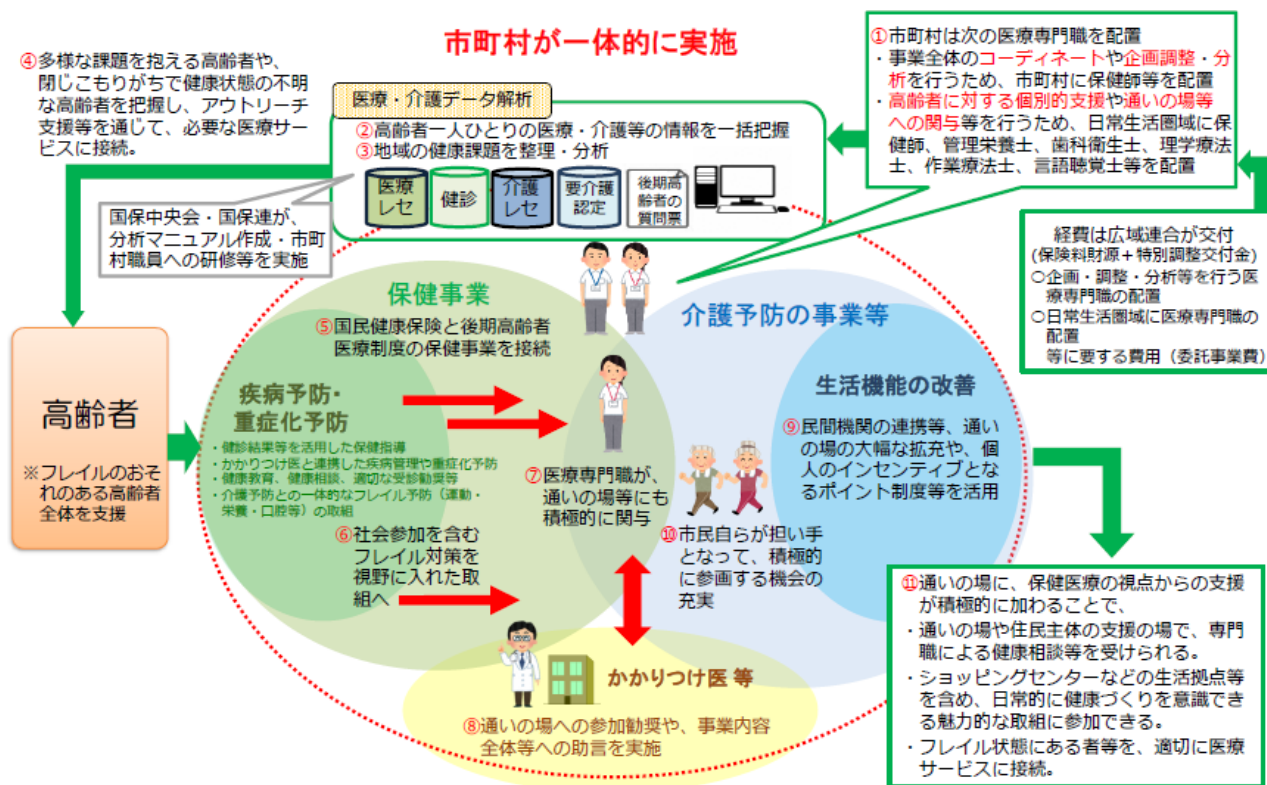 市町村が一体的に実施
④多様な課題を抱える高齢者や、
閉じこもりがちで健康状態の不明
な高齢者を把握し、アウトリーチ
支援等を通じて、必要な医療サー
ビスに接続。
医療・介護データ解析
②高齢者一人ひとりの医療・介護等の情報を一括把握
③地域の健康課題を整理・分析
医療
レセ
健診
介護
レセ
要介護
認定
後期高
齢者の
質問票
①市町村は次の医療専門職を配置
・事業全体のコーディネートや企画調整・分
析を行うため、市町村に保健師等を配置
・高齢者に対する個別的支援や通いの場等
への関与等を行うため、日常生活圏域に保
健師、管理栄養士、歯科衛生士、理学療法
士、作業療法士、言語聴覚士等を配置
国保中央会・国保連が、
分析マニュアル作成・市町
村職員への研修等を実施
経費は広域連合が交付
(保険料財源＋特別調整交付金)
〇企画・調整・分析等を行う医
療専門職の配置
〇日常生活圏域に医療専門職の
配置
等に要する費用（委託事業費）
高齢者
※フレイルのおそ
れのある高齢者
全体を支援
保健事業
⑤国民健康保険と後期高齢者
医療制度の保健事業を接続
疾病予防・
重症化予防
・健診結果等を活用した保健指導
・かかりつけ医と連携した疾病管理や重症化予防
・健康教育、健康相談、適切な受診勧奨等
・介護予防との一体的なフレイル予防（運動・
栄養・口腔等）の取組
⑥社会参加を含む
フレイル対策を
視野に入れた取
組へ
⑦医療専門職が、
通いの場等にも
積極的に関与
介護予防の事業等
生活機能の改善
⑨民間機関の連携等、通い
の場の大幅な拡充や、個
人のインセンティブとな
るポイント制度等を活用
⑩市民自らが担い手
となって、積極的
に参画する機会の
充実
かかりつけ医 等
⑧通いの場への参加勧奨や、事業内容
全体等への助言を実施
⑪通いの場に、保健医療の視点からの支援
が積極的に加わることで、
・通いの場や住民主体の支援の場で、専門
職による健康相談等を受けられる。
・ショッピングセンターなどの生活拠点等
を含め、日常的に健康づくりを意識でき
る魅力的な取組に参加できる。
・フレイル状態にある者等を、適切に医療
サービスに接続。